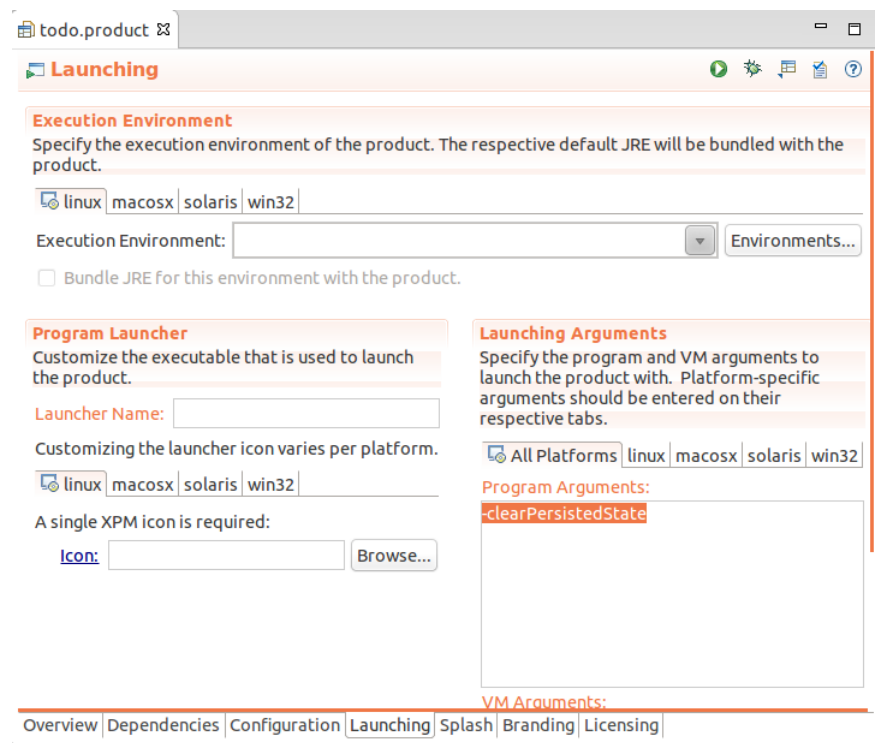 todo.product
Launching
Execution Environment
Specify the execution environment of the product. The respective default JRE will be bundled with the
product.
linux macosx solaris win32
Execution Environment: Environments...
Bundle JRE for this environment with the product.
Program Launcher
Customize the executable that is used to launch
the product.
Launcher Name:
Customizing the launcher icon varies per platform.
linux macosx solaris win32
A single XPM icon is required:
Icon: Browse...
Launching Arguments
Specify the program and VM arguments to
launch the product with. Platform-specific
arguments should be entered on their
respective tabs.
All Platforms linux macosx solaris win32
Program Arguments:
-clearPersistedState
VM Arguments:
Overview Dependencies Configuration Launching Splash Branding Licensing